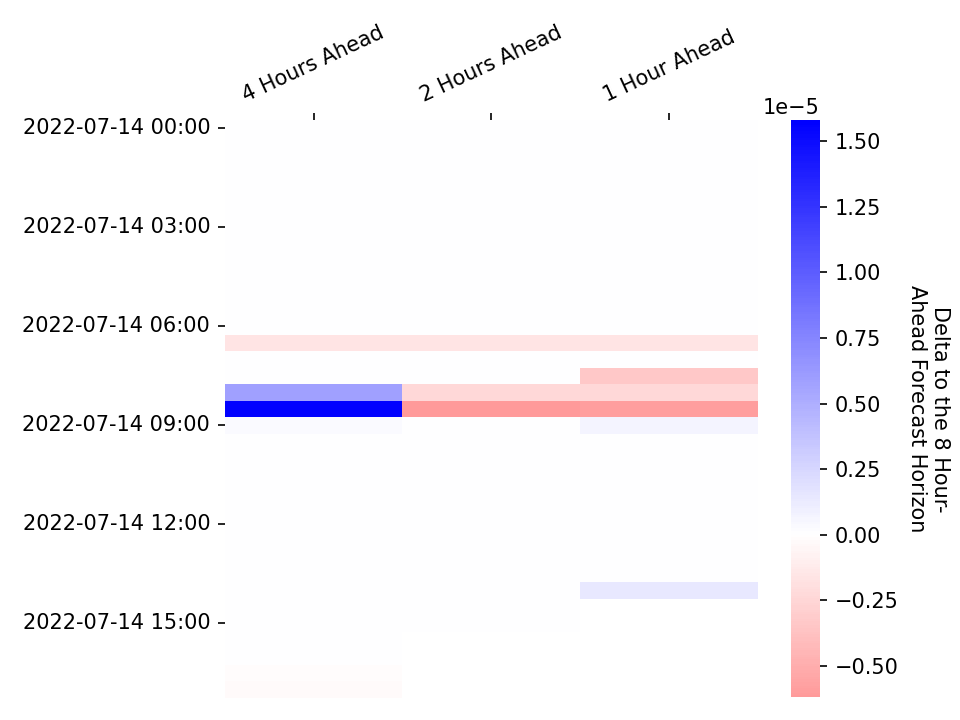 4 Hours Ahead
2 Hours Ahead
1 Hour Ahead
2022-07-14 00:00
2022-07-14 03:00
2022-07-14 06:00
2022-07-14 09:00
2022-07-14 12:00
2022-07-14 15:00
1e−5
1.50
1.25
1.00
0.75
0.50
0.25
0.00
−0.25
−0.50
Delta to the 8 Hour-
Ahead Forecast Horizon